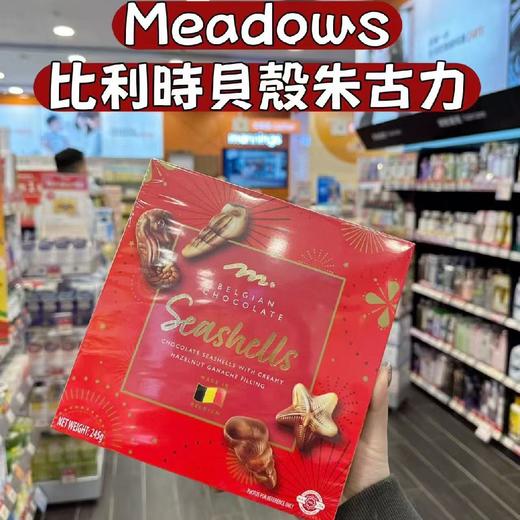 Meadows
比利時貝殼朱古力
mannings
m.
BELGIAN
CHOCOLATE
Seashells
CHOCOLATE SEASHELLS WITH CREAMY
HAZELNUT GANACHE FILLING
MADE IN
BELGIUM
NET WEIGHT: 245g
PHOTOS FOR REFERENCE ONLY